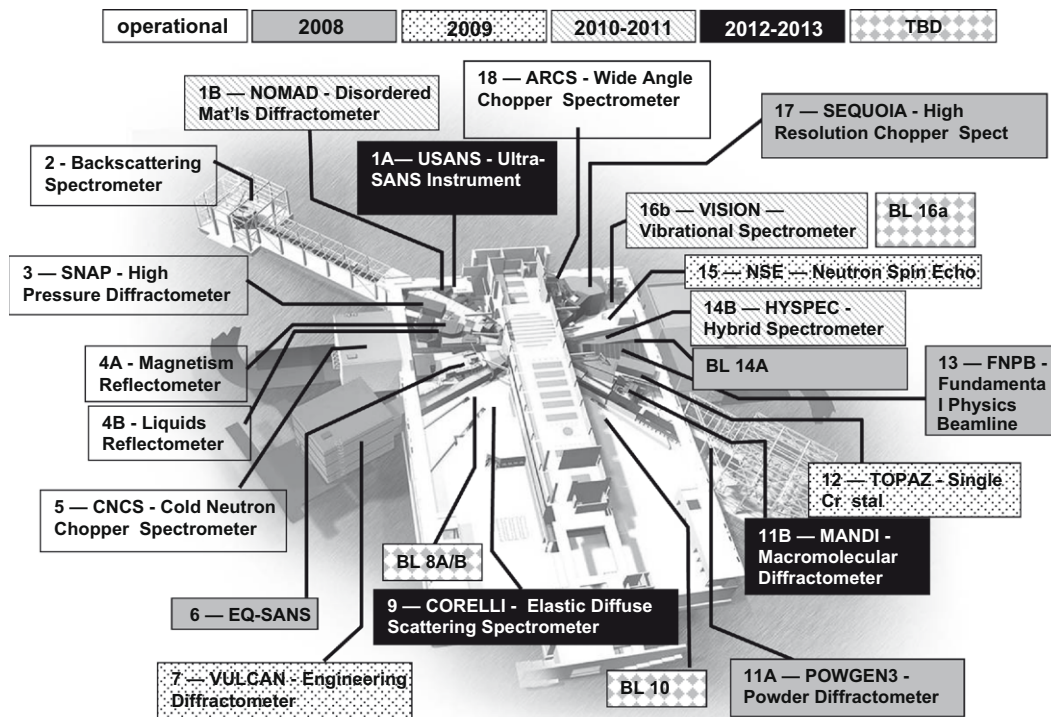 operational
2008
2009
2010-2011
2012-2013
TBD
18 — ARCS - Wide Angle
Chopper Spectrometer
1B — NOMAD - Disordered
Mat'ls Diffractometer
17 — SEQUOIA - High
Resolution Chopper Spect
1A— USANS - Ultra-
SANS Instrument
2 - Backscattering
Spectrometer
16b — VISION —
Vibrational Spectrometer
BL 16a
3 — SNAP - High
Pressure Diffractometer
15 — NSE — Neutron Spin Echo
14B — HYSPEC -
Hybrid Spectrometer
4A - Magnetism
Reflectometer
BL 14A
13 — FNPB -
Fundamenta
l Physics
Beamline
4B - Liquids
Reflectometer
12 — TOPAZ - Single
Cr stal
5 — CNCS - Cold Neutron
Chopper Spectrometer
11B — MANDI -
Macromolecular
Diffractometer
BL 8A/B
6 — EQ-SANS
9 — CORELLI - Elastic Diffuse
Scattering Spectrometer
7 — VULCAN - Engineering
Diffractometer
BL 10
11A — POWGEN3 -
Powder Diffractometer